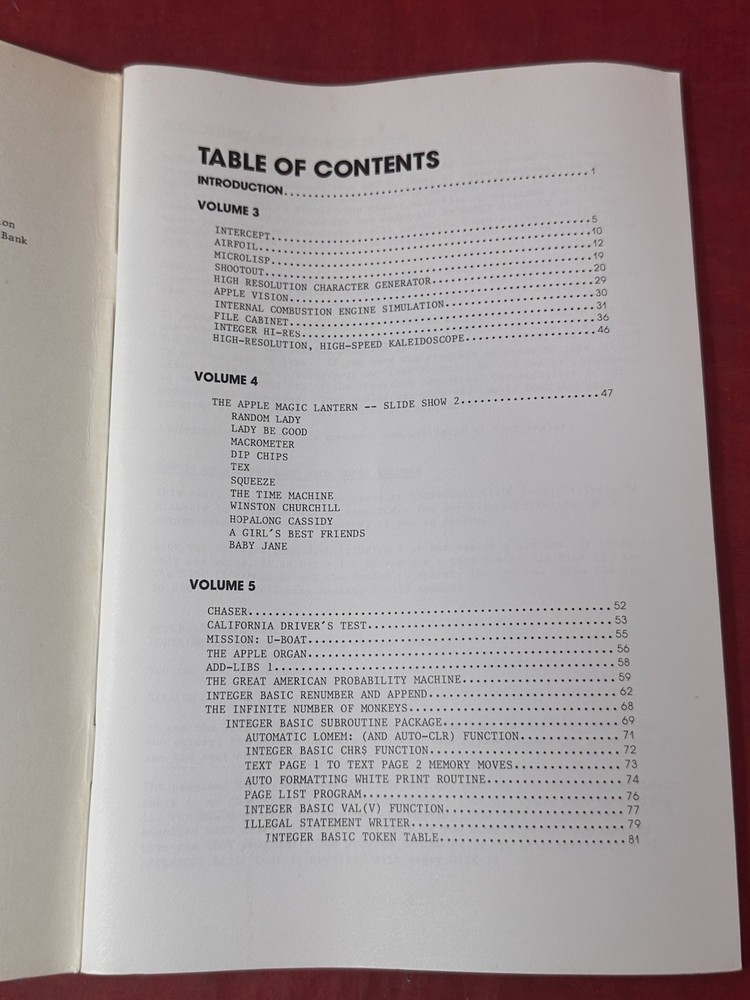 on
Bank
TABLE OF CONTENTS
INTRODUCTION........................................1
VOLUME 3
INTERCEPT........................................5
AIRFOIL........................................10
MICROLISP........................................12
SHOOTOUT........................................19
HIGH RESOLUTION CHARACTER GENERATOR....................20
APPLE VISION........................................29
INTERNAL COMBUSTION ENGINE SIMULATION....................30
FILE CABINET........................................31
INTEGER HI-RES........................................36
HIGH-RESOLUTION, HIGH-SPEED KALEIDOSCOPE....................46
VOLUME 4
THE APPLE MAGIC LANTERN -- SLIDE SHOW 2....................47
RANDOM LADY
LADY BE GOOD
MACROMETER
DIP CHIPS
TEX
SQUEEZE
THE TIME MACHINE
WINSTON CHURCHILL
HOPALONG CASSIDY
A GIRL'S BEST FRIENDS
BABY JANE
VOLUME 5
CHASER........................................52
CALIFORNIA DRIVER'S TEST..............................53
MISSION: U-BOAT........................................55
THE APPLE ORGAN........................................56
ADD-LIBS 1........................................58
THE GREAT AMERICAN PROBABILITY MACHINE....................59
INTEGER BASIC RENUMBER AND APPEND.........................62
THE INFINITE NUMBER OF MONKEYS..............................68
INTEGER BASIC SUBROUTINE PACKAGE.........................69
AUTOMATIC LOMEM: (AND AUTO-CLR) FUNCTION...............71
INTEGER BASIC CHR$ FUNCTION.........................72
TEXT PAGE 1 TO TEXT PAGE 2 MEMORY MOVES...............73
AUTO FORMATTING WHITE PRINT ROUTINE....................74
PAGE LIST PROGRAM........................................76
INTEGER BASIC VAL(V) FUNCTION.........................77
ILLEGAL STATEMENT WRITER..............................79
INTEGER BASIC TOKEN TABLE.........................81